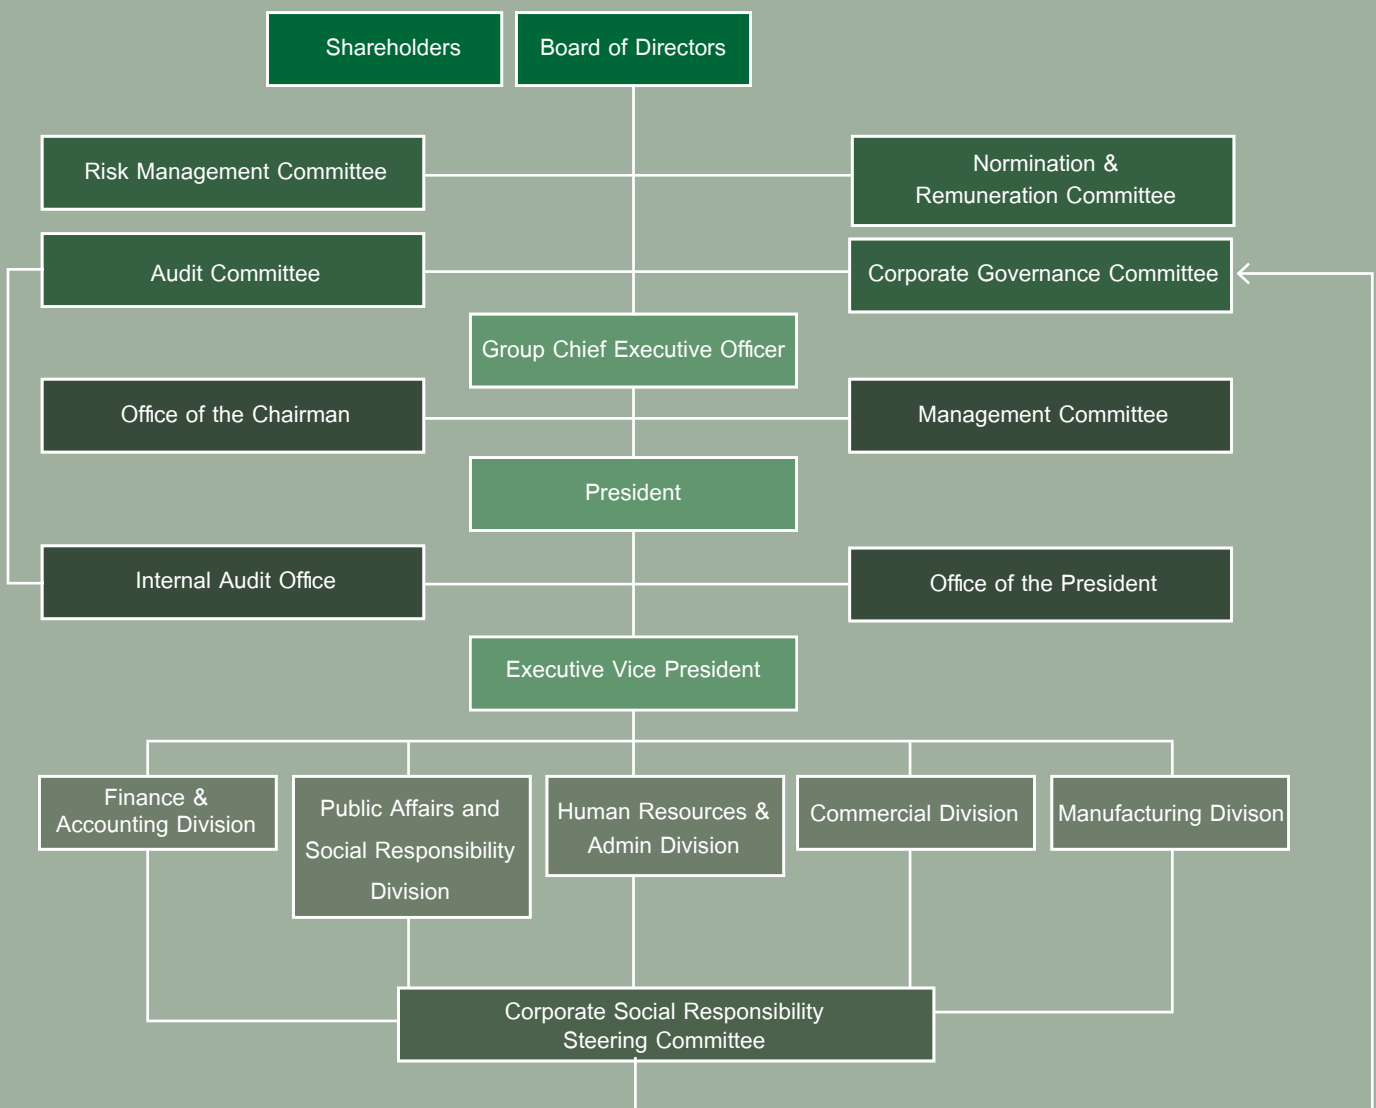 Shareholders
Board of Directors
Risk Management Committee
Normination &
Remuneration Committee
Audit Committee
Corporate Governance Committee
Group Chief Executive Officer
Office of the Chairman
Management Committee
President
Internal Audit Office
Office of the President
Executive Vice President
Finance &
Accounting Division
Public Affairs and
Social Responsibility
Division
Human Resources &
Admin Division
Commercial Division
Manufacturing Divison
Corporate Social Responsibility
Steering Committee